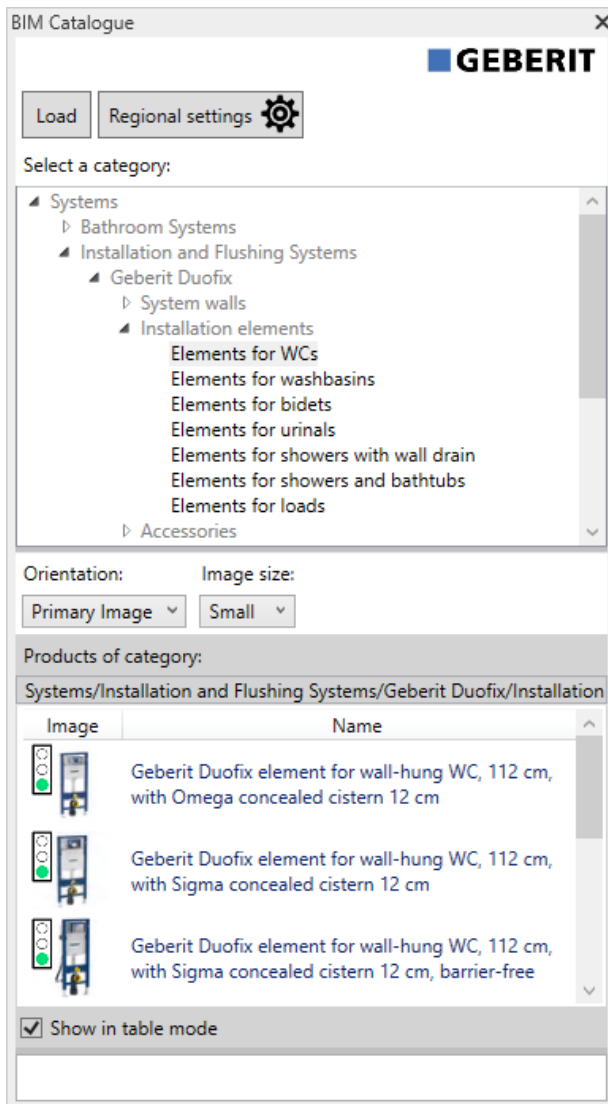 BIM Catalogue
GEBERIT
Load Regional settings
Select a category:
Systems
Bathroom Systems
Installation and Flushing Systems
Geberit Duofix
System walls
Installation elements
Elements for WCs
Elements for washbasins
Elements for bidets
Elements for urinals
Elements for showers with wall drain
Elements for showers and bathtubs
Elements for loads
Accessories
Orientation: Image size:
Primary Image Small
Products of category:
Systems/Installation and Flushing Systems/Geberit Duofix/Installation
Image Name
Geberit Duofix element for wall-hung WC, 112 cm,
with Omega concealed cistern 12 cm
Geberit Duofix element for wall-hung WC, 112 cm,
with Sigma concealed cistern 12 cm
Geberit Duofix element for wall-hung WC, 112 cm,
with Sigma concealed cistern 12 cm, barrier-free
Show in table mode